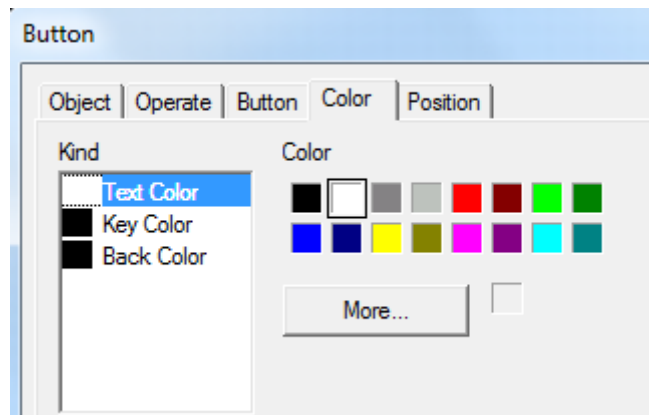 Button
Object Operate Button Color Position
Kind Color
Text Color
Key Color
Back Color
More...